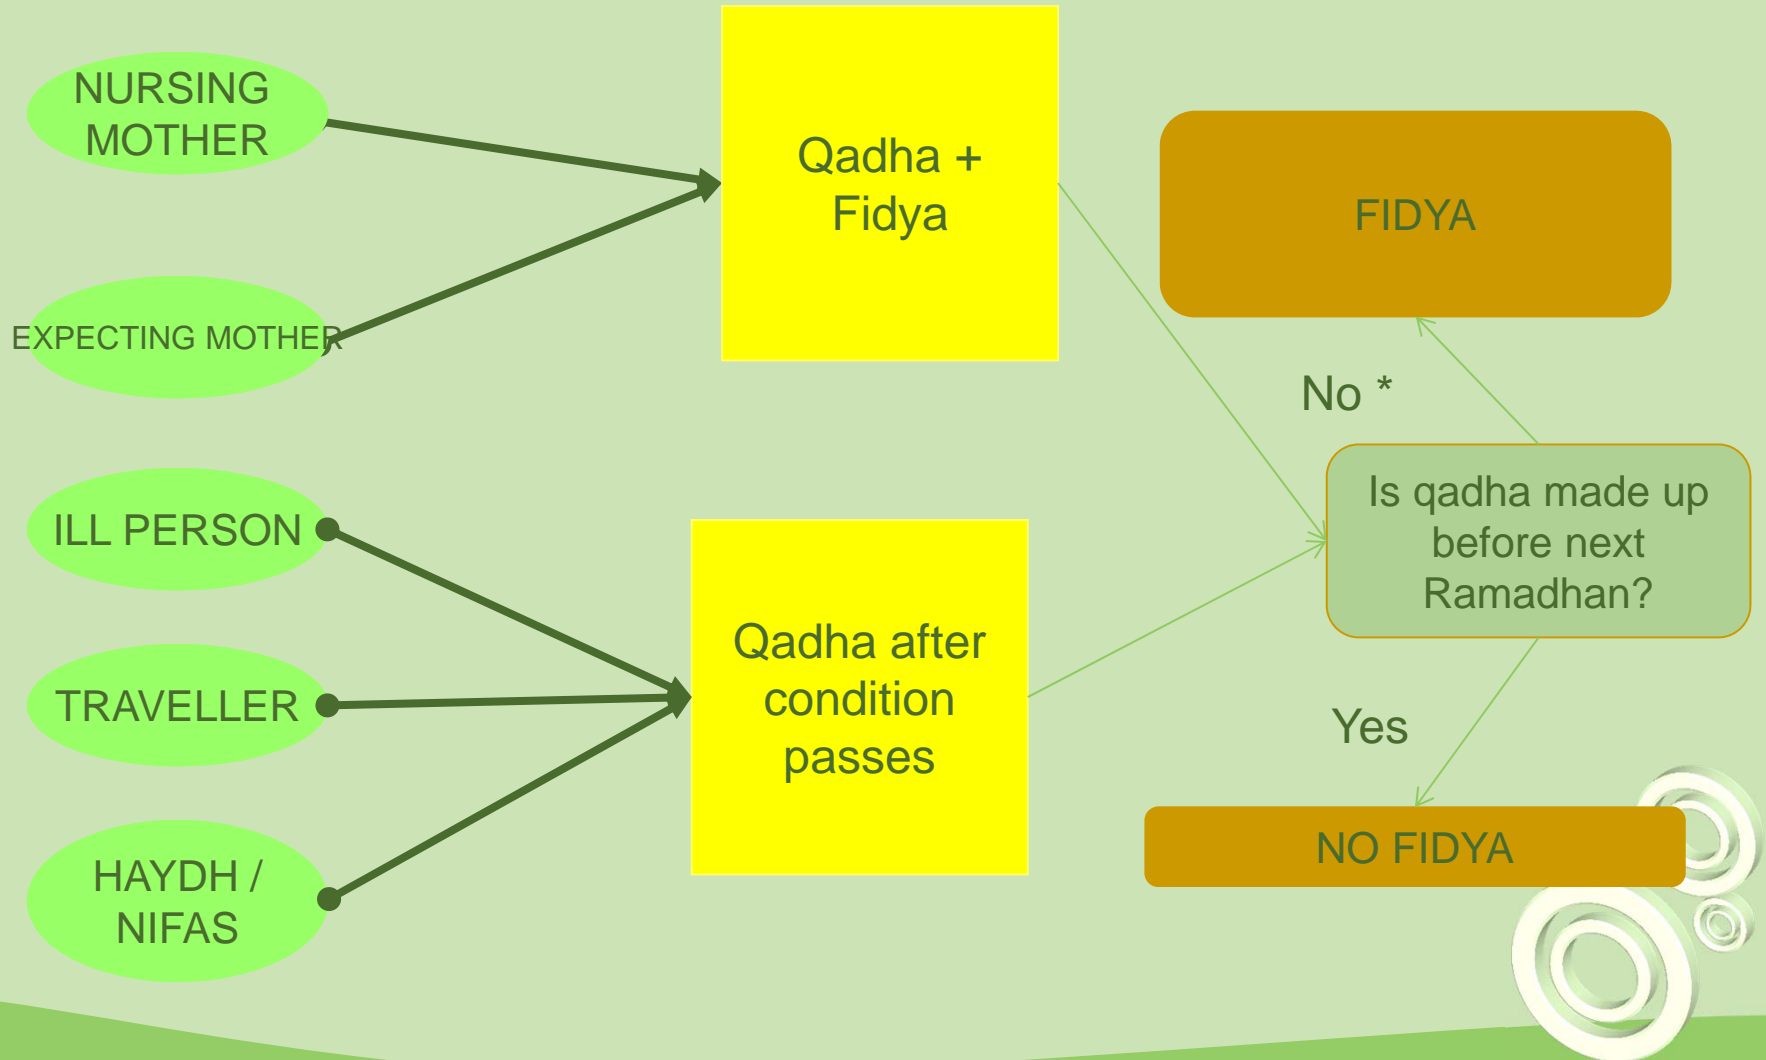 NURSING
MOTHER
EXPECTING MOTHER
ILL PERSON
TRAVELLER
HAYDH /
NIFAS
Qadha +
Fidya
Qadha after
condition
passes
FIDYA
No *
Is qadha made up
before next
Ramadhan?
Yes
NO FIDYA